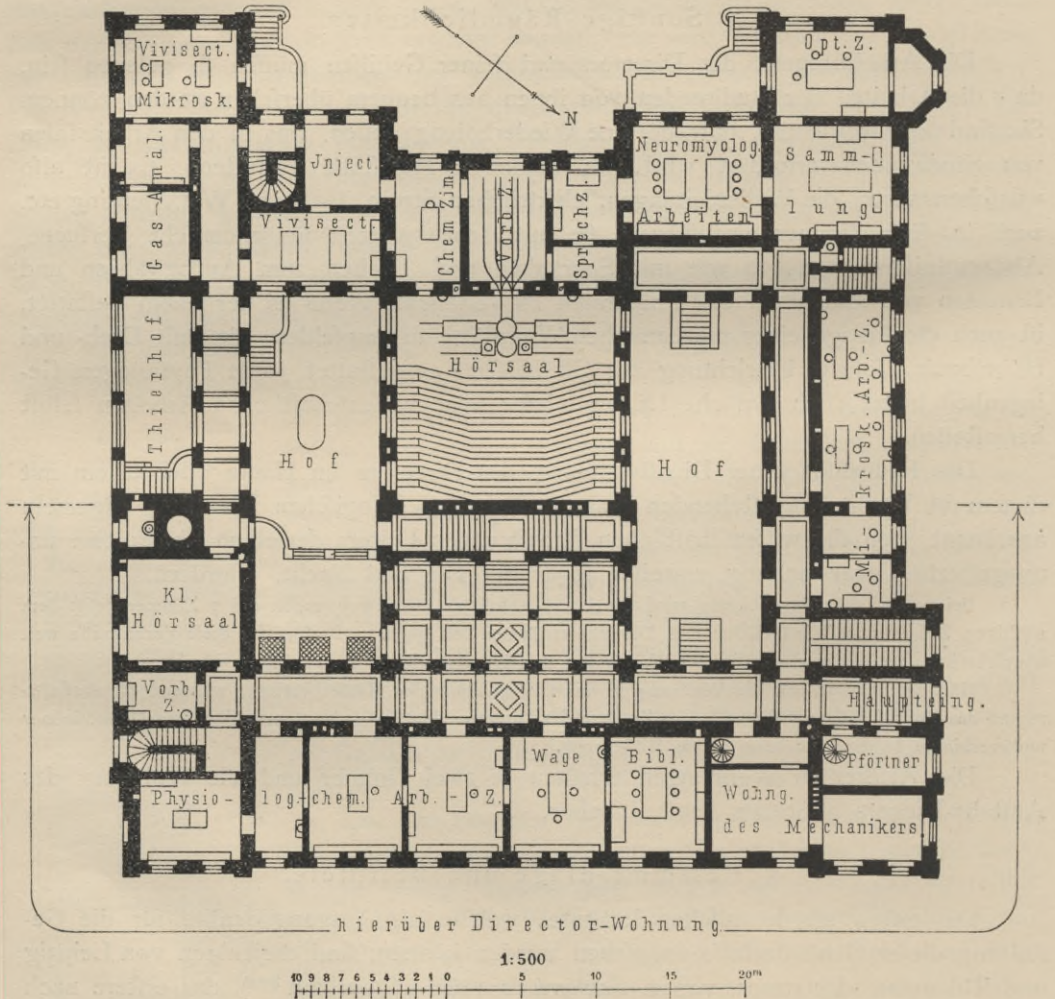 Vivisect.
Mikrosk.
Opt. Z.
N
Gas-Anal.
Jnject.
Vivisect.
Chem Zim.
Vorb. Z.
Sprechz.
Neuromyolog.
Arbeiten
Samm-
lung
Thierhof
Hof
Hörsaal
Hof
Mikrosk Arb.-Z.
Kl.
Hörsaal
Vorb.
Z.
Haupteing.
Physiolog.-chem. Arb.-Z.
Wage
Bibl.
Pförtner
Wohng.
des Mechanikers
hierüber Director-Wohnung
1:500
10 9 8 7 6 5 4 3 2 1 0 5 10 15 20m